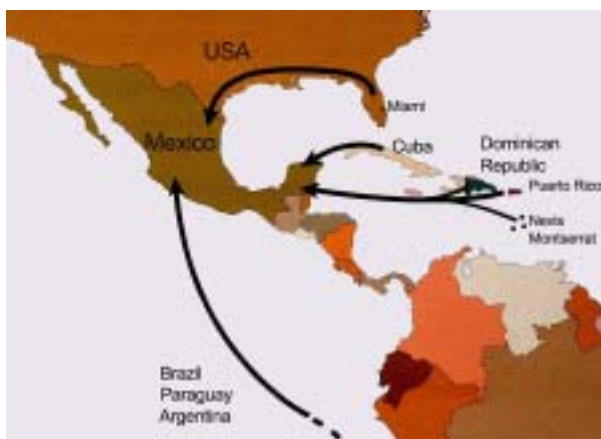 USA
Miami
Mexico
Cuba
Dominican
Republic
Puerto Rico
Nevis
Montserrat
Brazil
Paraguay
Argentina